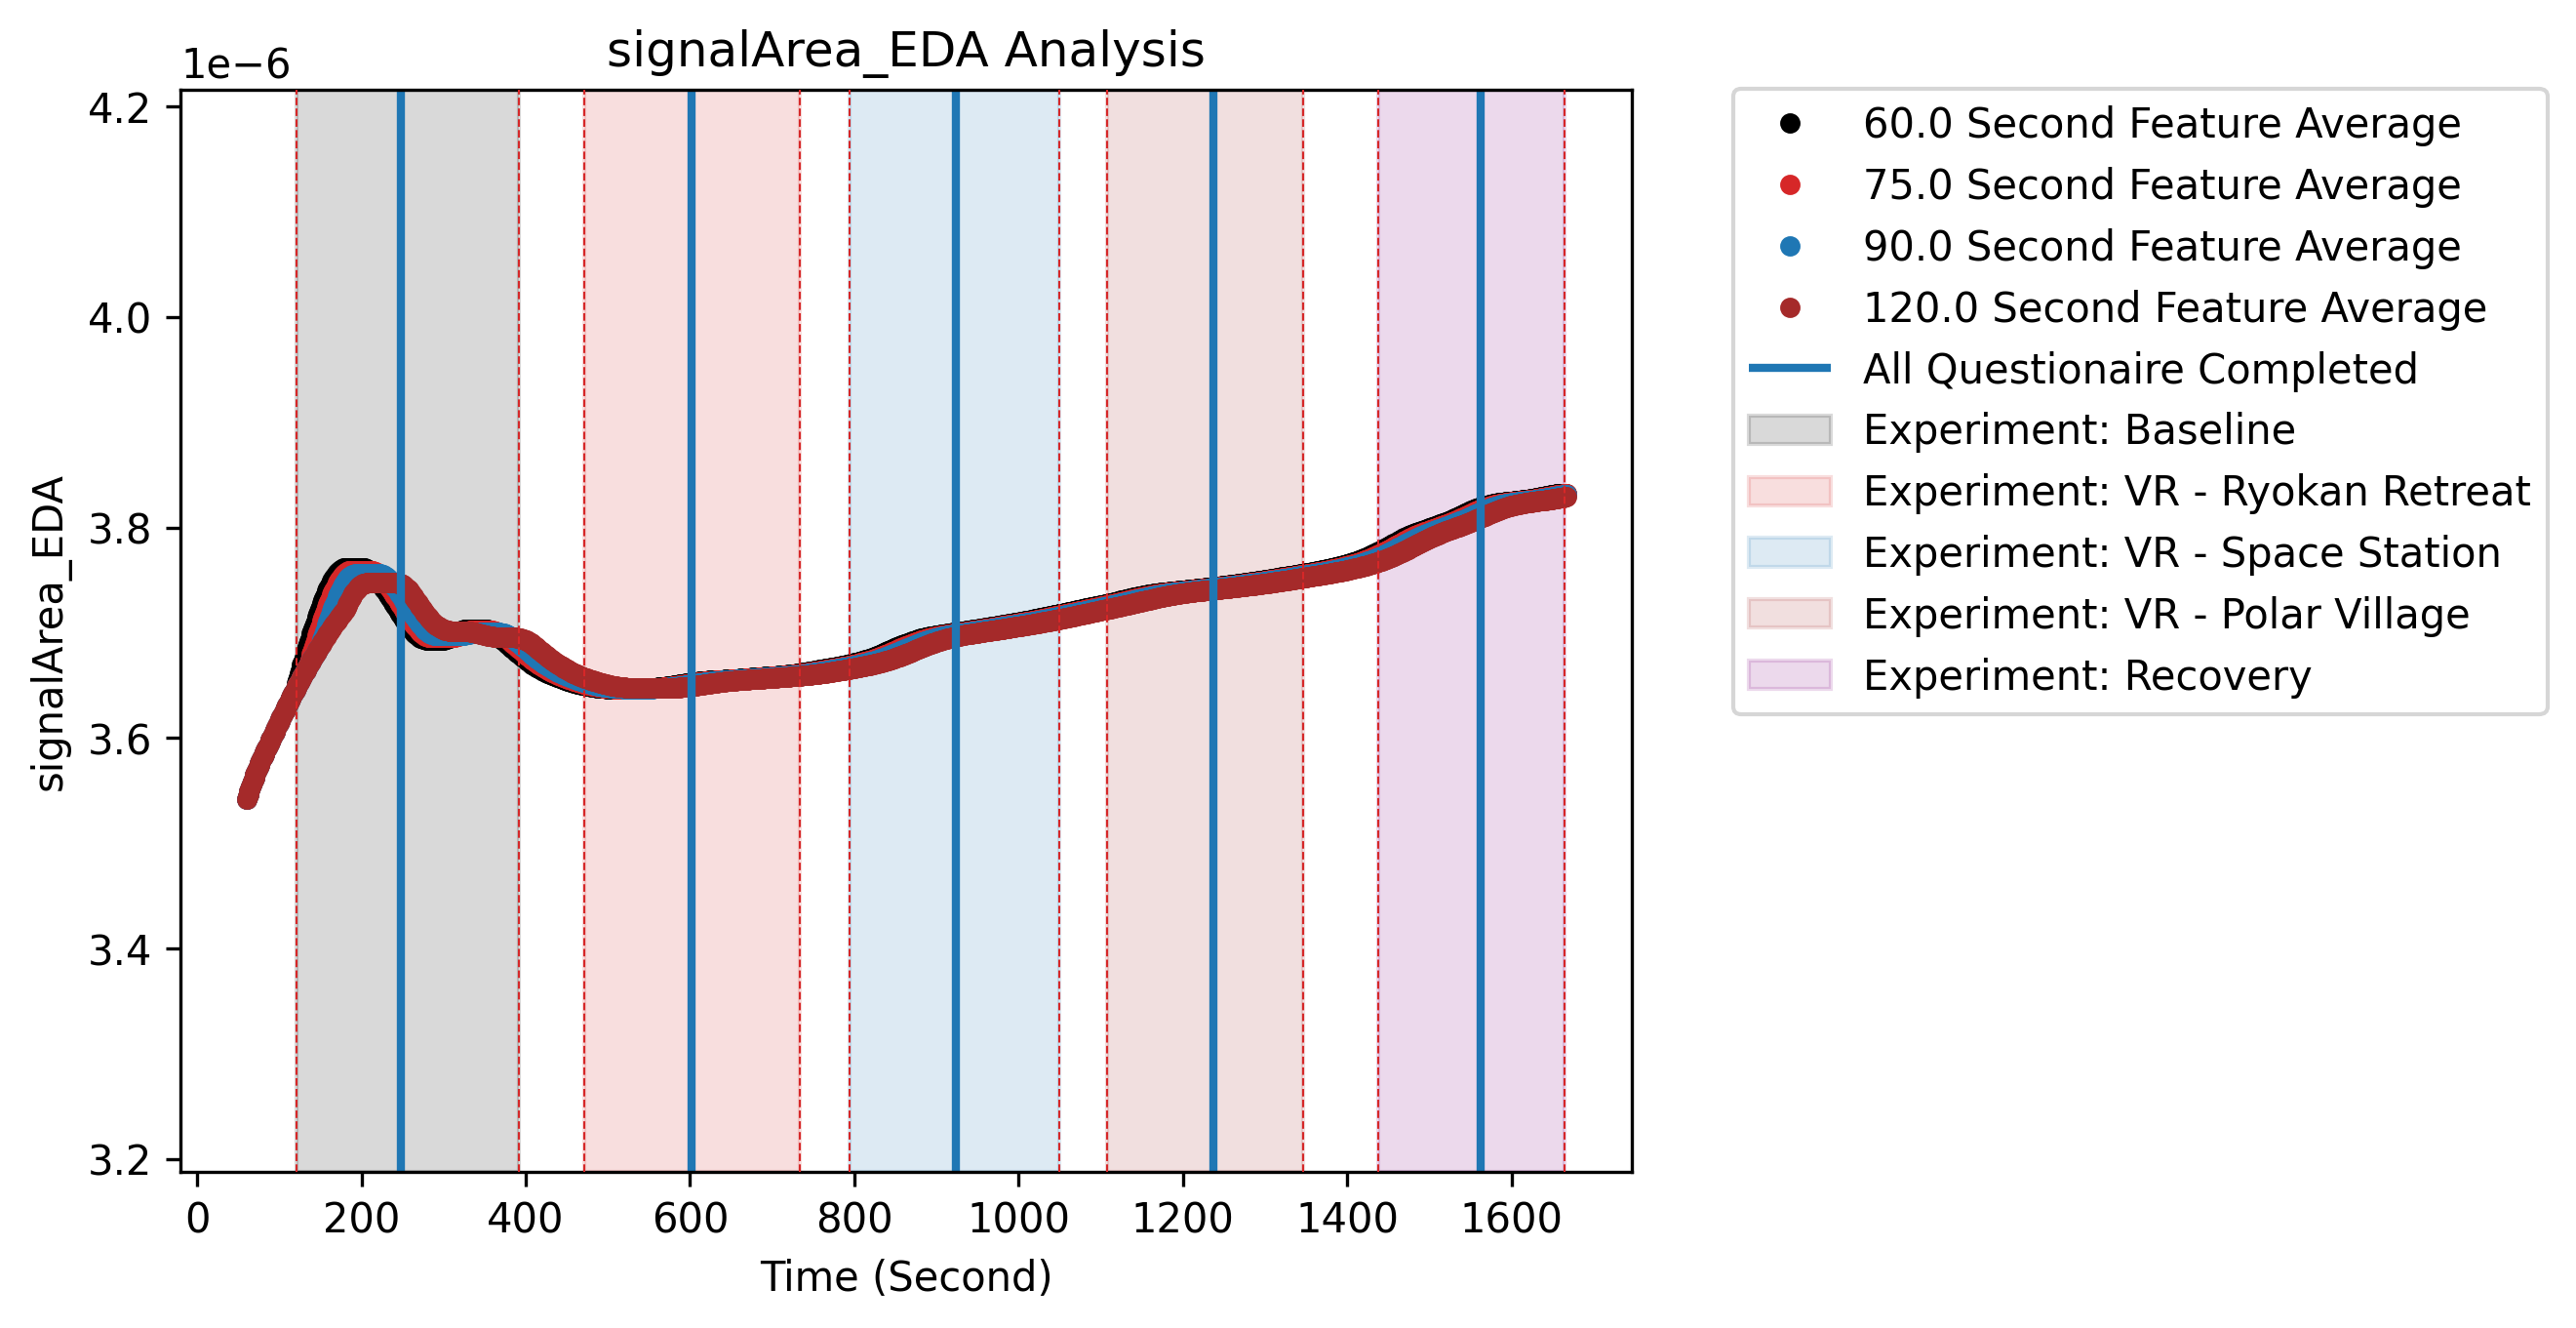 signalArea_EDA Analysis
1e−6
4.2
4.0
3.8
3.6
3.4
3.2
signalArea_EDA
0 200 400 600 800 1000 1200 1400 1600
Time (Second)
60.0 Second Feature Average
75.0 Second Feature Average
90.0 Second Feature Average
120.0 Second Feature Average
All Questionaire Completed
Experiment: Baseline
Experiment: VR - Ryokan Retreat
Experiment: VR - Space Station
Experiment: VR - Polar Village
Experiment: Recovery